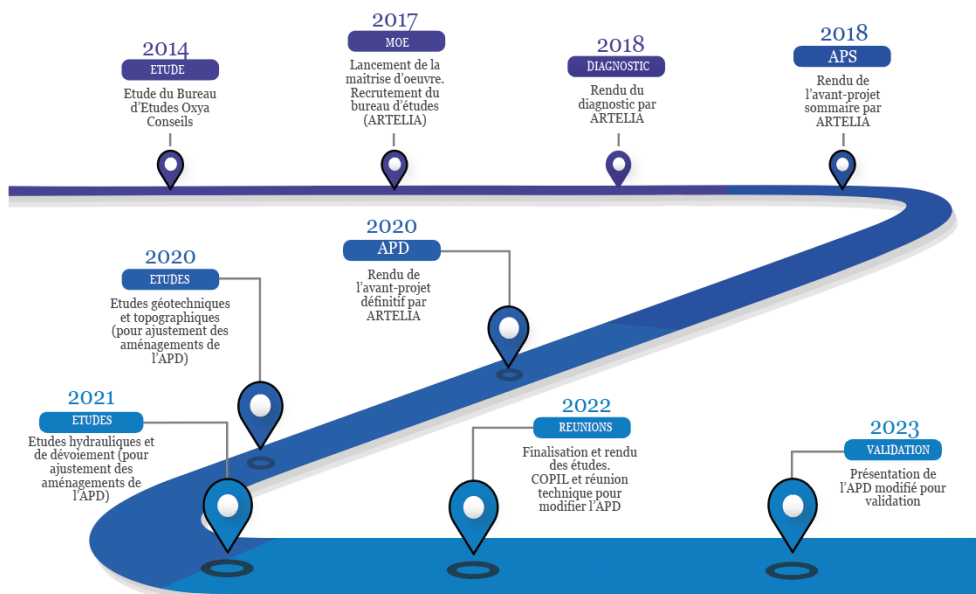 2014
ETUDE
Etude du Bureau
d'Etudes Oxya
Conseils
2017
MOE
Lancement de la
maitrise d'oeuvre.
Recrutement du
bureau d'études
(ARTELIA)
2018
DIAGNOSTIC
Rendu du
diagnostic par
ARTELIA
2018
APS
Rendu de
l'avant-projet
sommaire par
ARTELIA
2020
APD
Rendu de
l'avant-projet
définitif par
ARTELIA
2020
ETUDES
Etudes géotechniques
et topographiques
(pour ajustement des
aménagements de
l'APD)
2021
ETUDES
Etudes hydrauliques et
de dévoiement (pour
ajustement des
aménagements de
l'APD)
2022
REUNIONS
Finalisation et rendu
des études.
COPIL et réunion
technique pour
modifier l'APD
2023
VALIDATION
Présentation de
l'APD modifié pour
validation